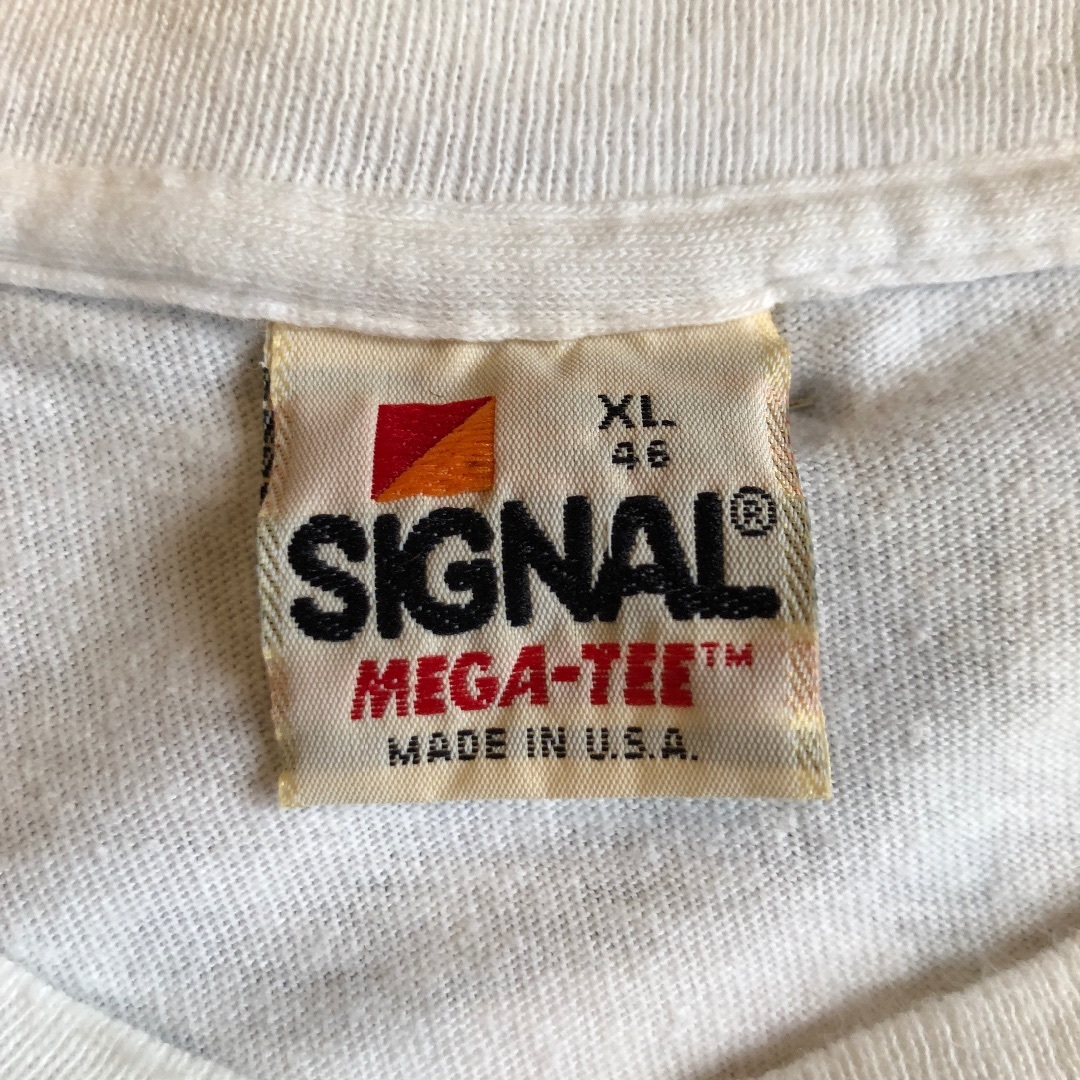 XL.
46
SIGNAL®
MEGA-TEE™
MADE IN U.S.A.